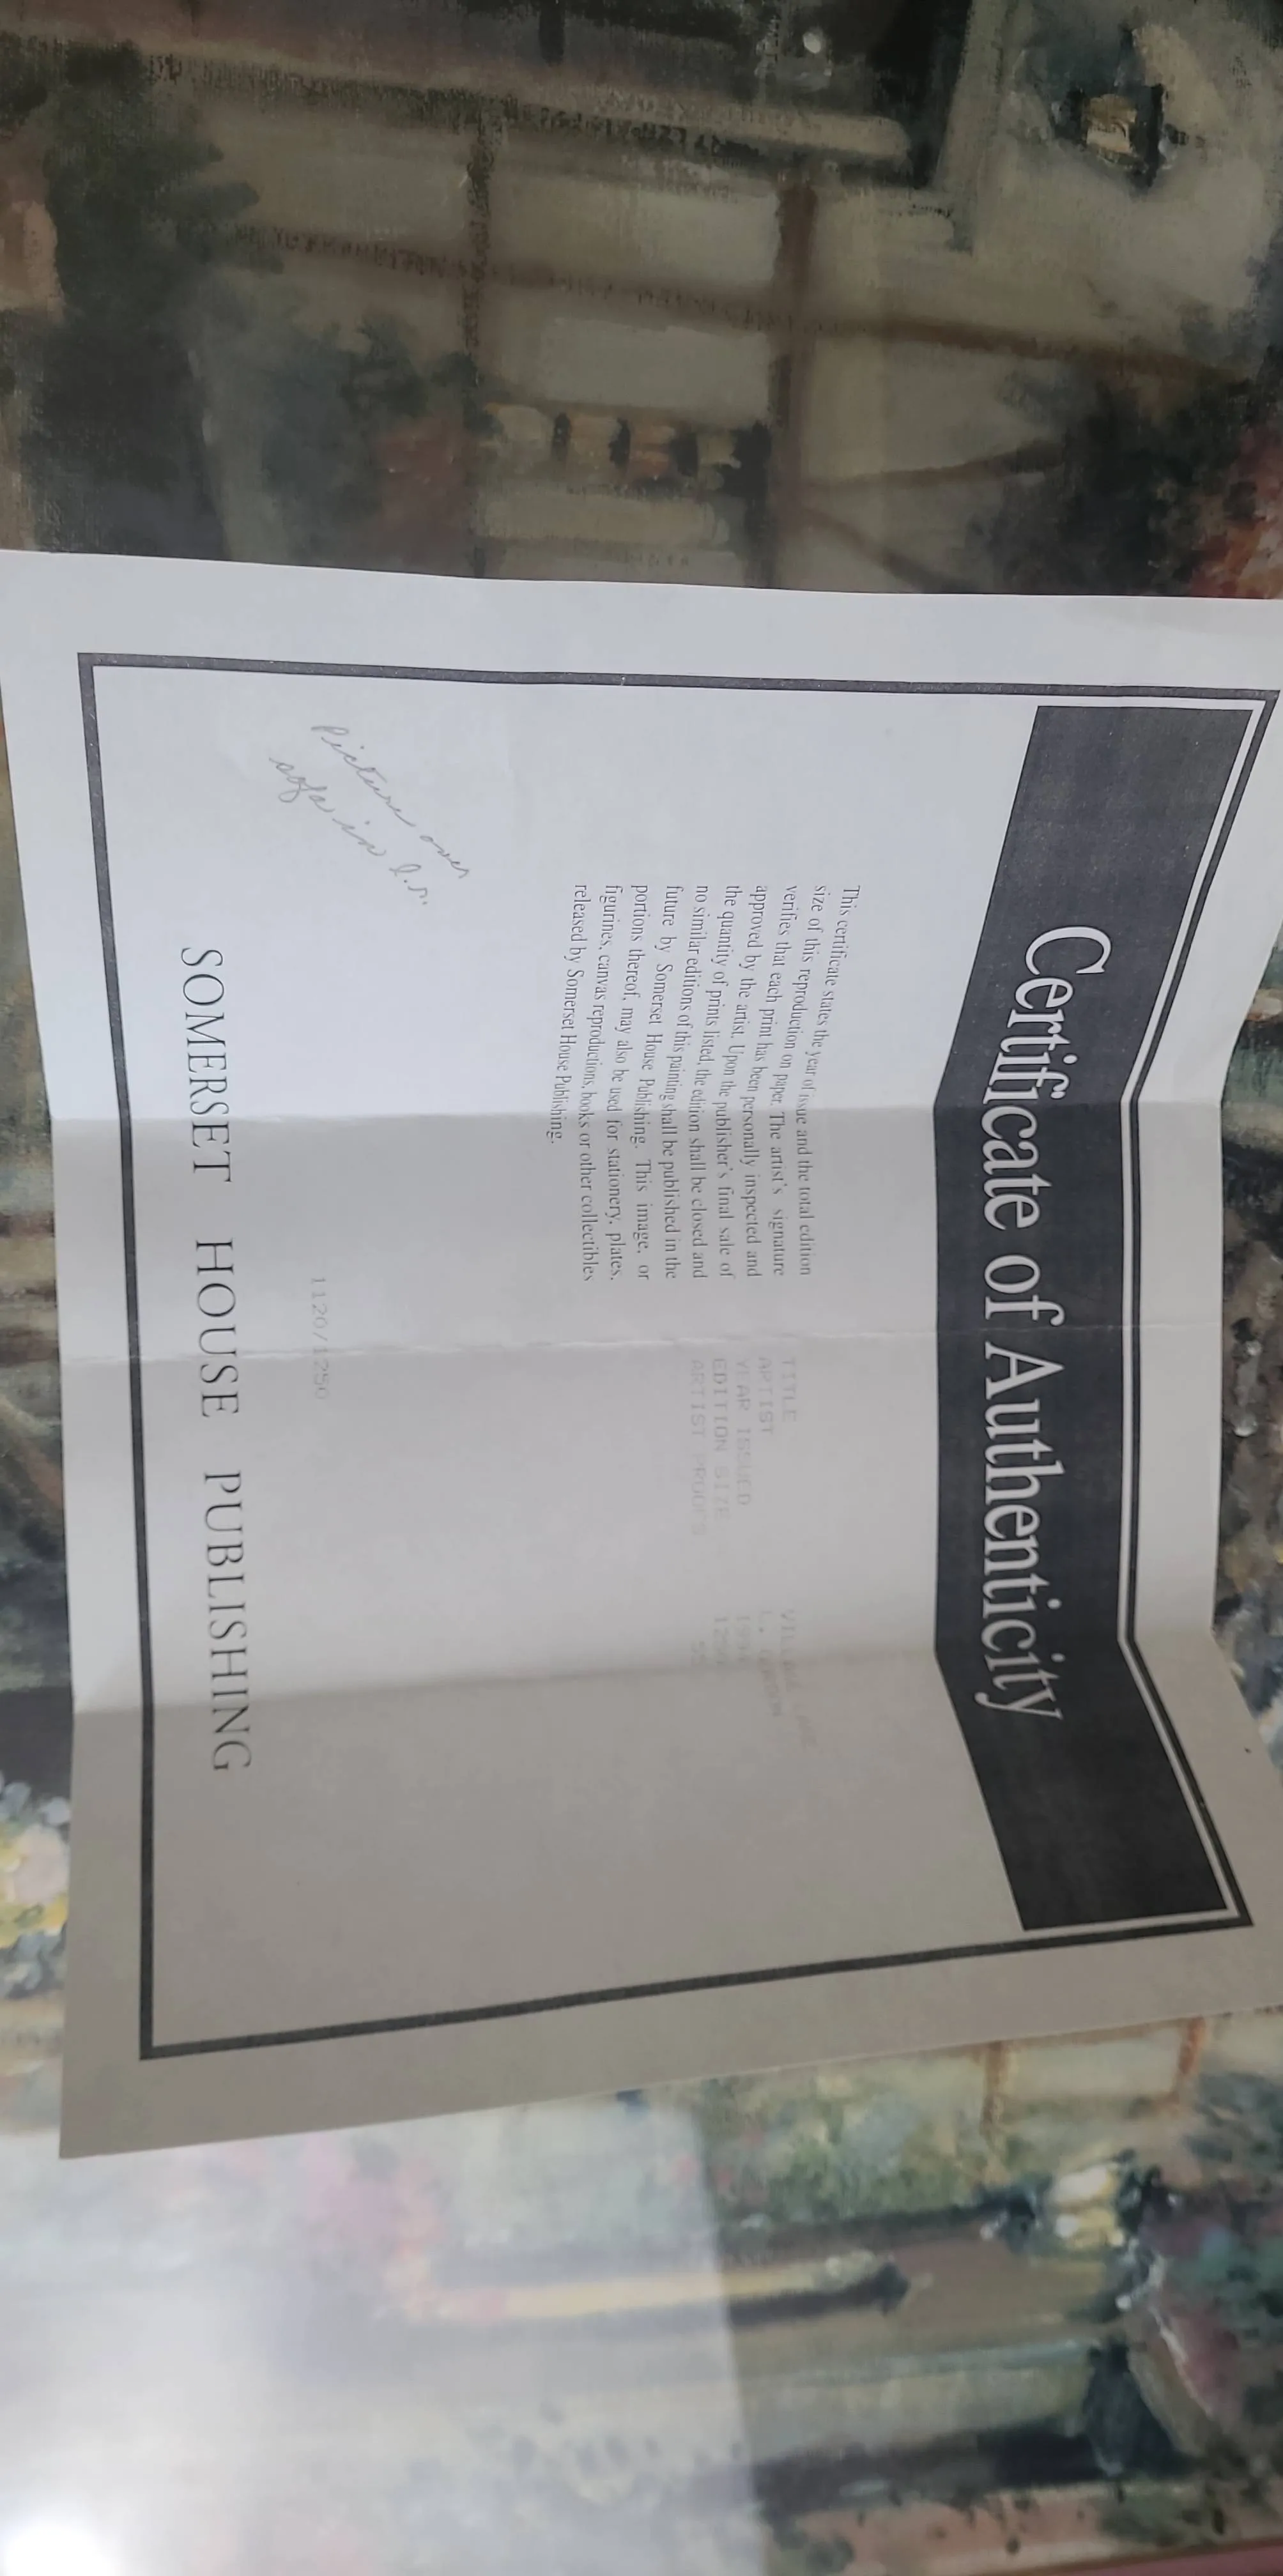 Certificate of Authenticity
This certificate states the year of issue and the total edition
size of this reproduction on paper. The artist's signature
verifies that each print has been personally inspected and
approved by the artist. Upon the publisher's final sale of
the quantity of prints listed, the edition shall be closed and
no similar editions of this painting shall be published in the
future by Somerset House Publishing. This image, or
portions thereof, may also be used for stationery, plates,
figurines, canvas reproductions, books or other collectibles
released by Somerset House Publishing.
TITLE
ARTIST
YEAR ISSUED
EDITION SIZE 1250
ARTIST PROOFS
Picture over
sofa in l.r.
1120/1250
SOMERSET HOUSE PUBLISHING